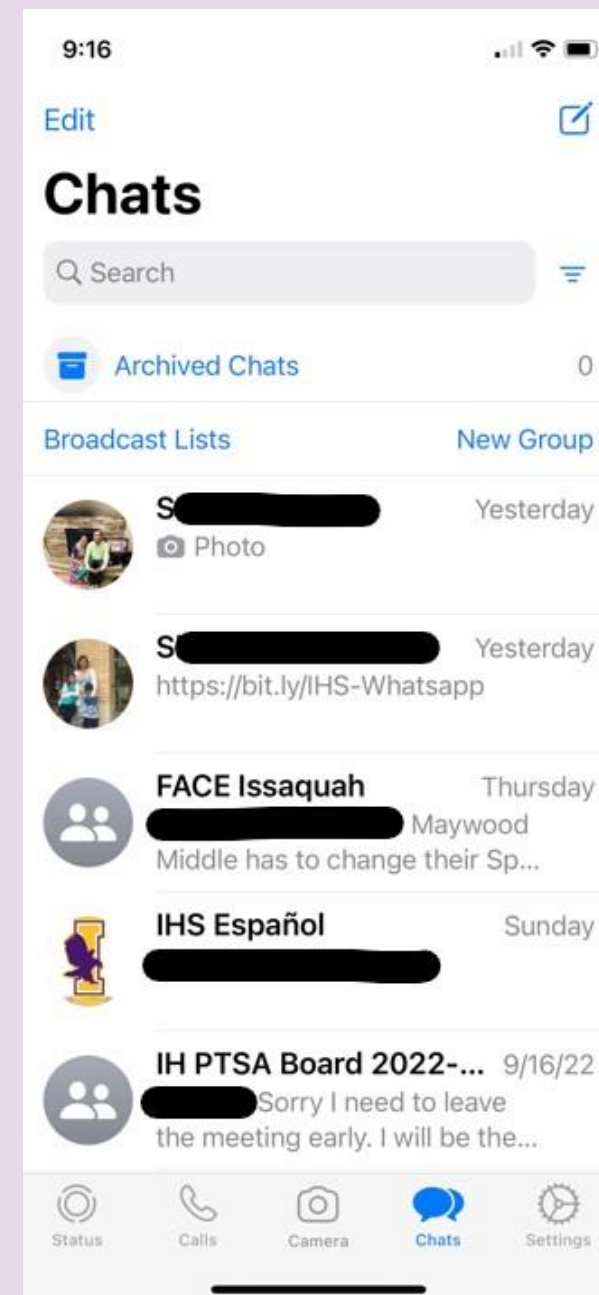 9:16
Edit
Chats
Search
Archived Chats 0
Broadcast Lists New Group
S Yesterday
Photo
S Yesterday
https://bit.ly/IHS-Whatsapp
FACE Issaquah Thursday
Maywood
Middle has to change their Sp...
IHS Español Sunday
IH PTSA Board 2022-... 9/16/22
Sorry I need to leave
the meeting early. I will be the...
Status Calls Camera Chats Settings